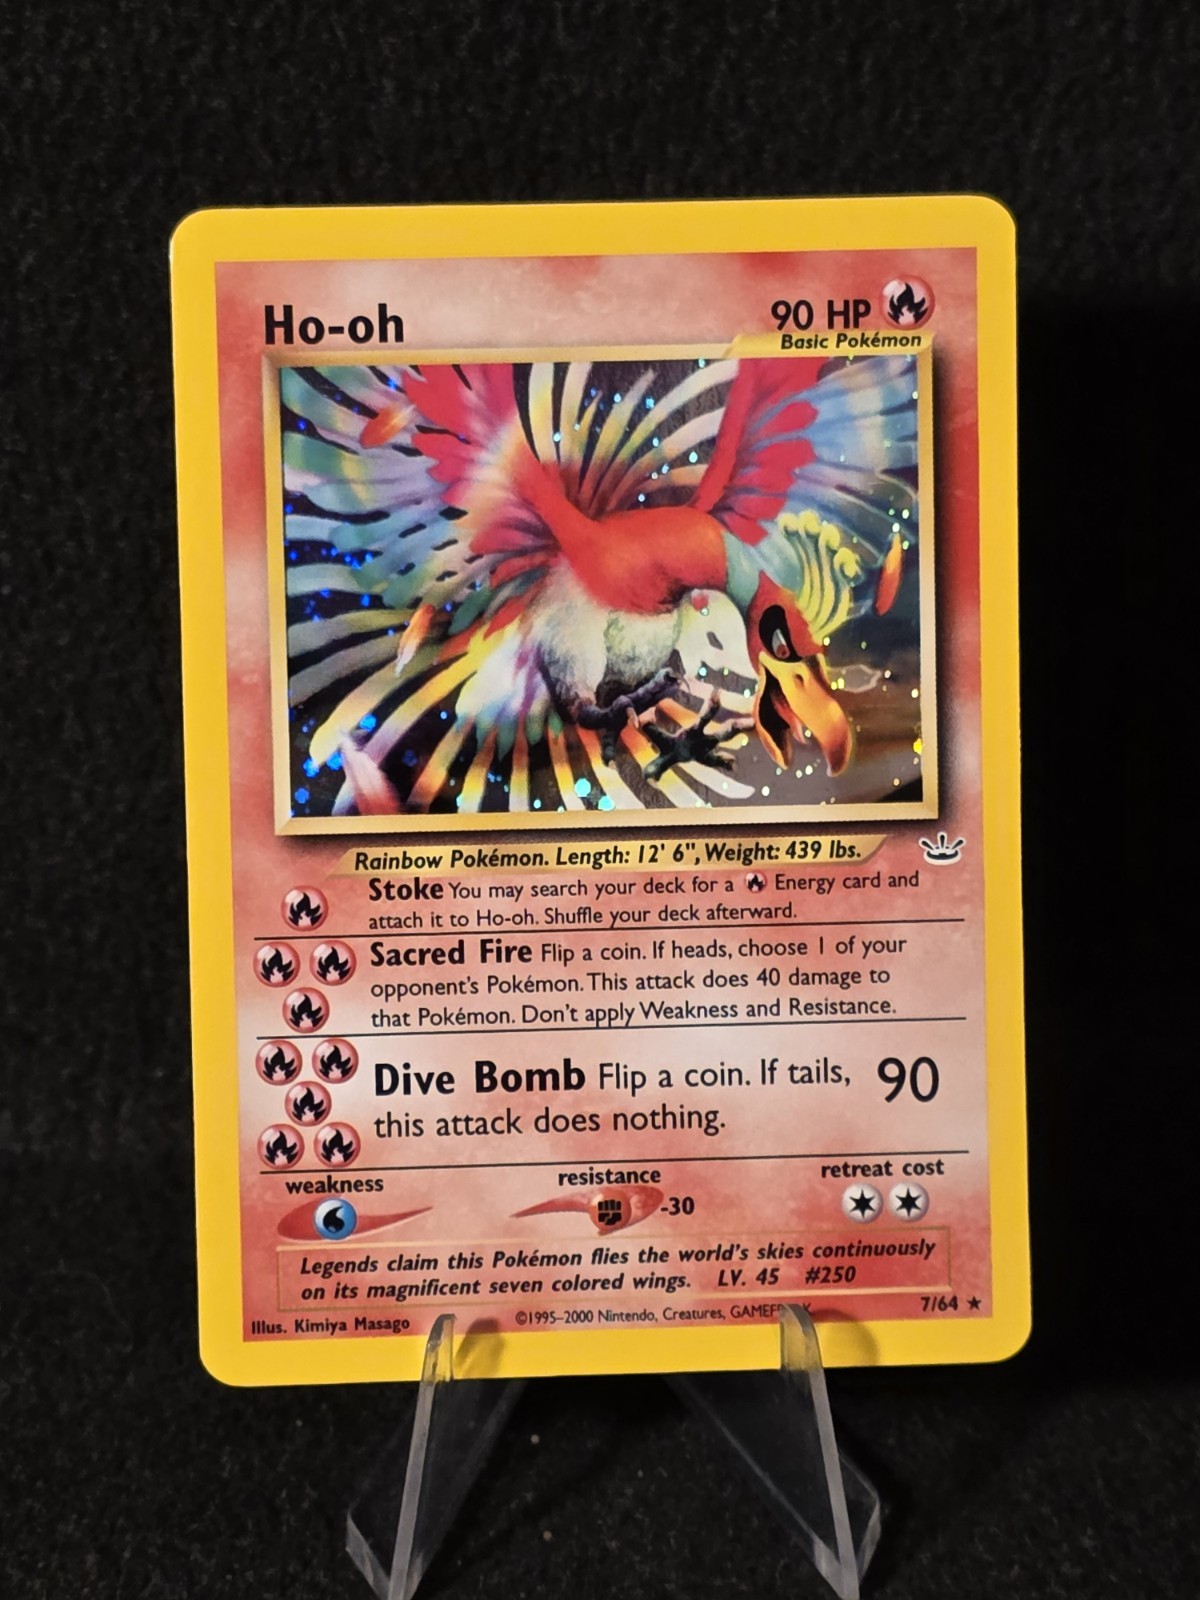 Ho-oh
90 HP
Basic Pokémon
Rainbow Pokémon. Length: 12' 6", Weight: 439 lbs.
Stoke You may search your deck for a Energy card and
attach it to Ho-oh. Shuffle your deck afterward.
Sacred Fire Flip a coin. If heads, choose 1 of your
opponent's Pokémon. This attack does 40 damage to
that Pokémon. Don't apply Weakness and Resistance.
Dive Bomb Flip a coin. If tails, 90
this attack does nothing.
weakness resistance retreat cost
-30
Legends claim this Pokémon flies the world's skies continuously
on its magnificent seven colored wings. LV. 45 #250
Illus. Kimiya Masago ©1995–2000 Nintendo, Creatures, 7/64 ★